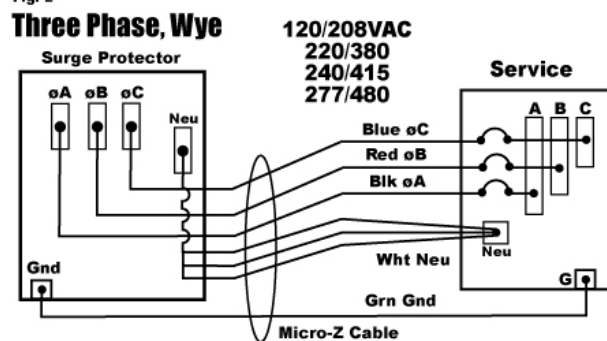 Three Phase, Wye
120/208VAC
220/380
240/415
277/480
Surge Protector
Service
øA øB øC
Neu
A B C
Blue øC
Red øB
Blk øA
Wht Neu
Neu
Gnd
G
Grn Gnd
Micro-Z Cable